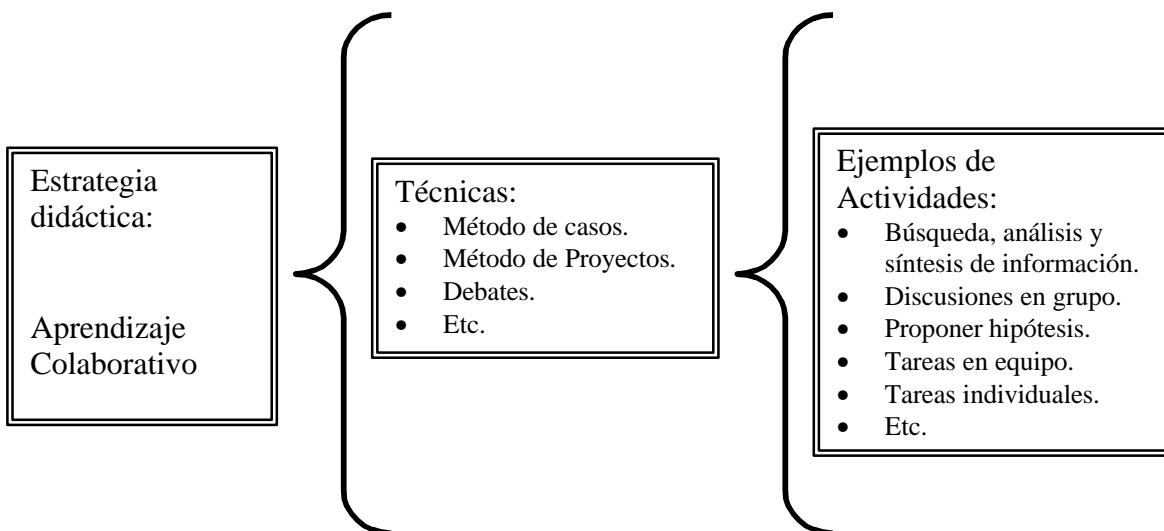 Estrategia
didáctica:
Aprendizaje
Colaborativo
Técnicas:
• Método de casos.
• Método de Proyectos.
• Debates.
• Etc.
Ejemplos de
Actividades:
• Búsqueda, análisis y
síntesis de información.
• Discusiones en grupo.
• Proponer hipótesis.
• Tareas en equipo.
• Tareas individuales.
• Etc.